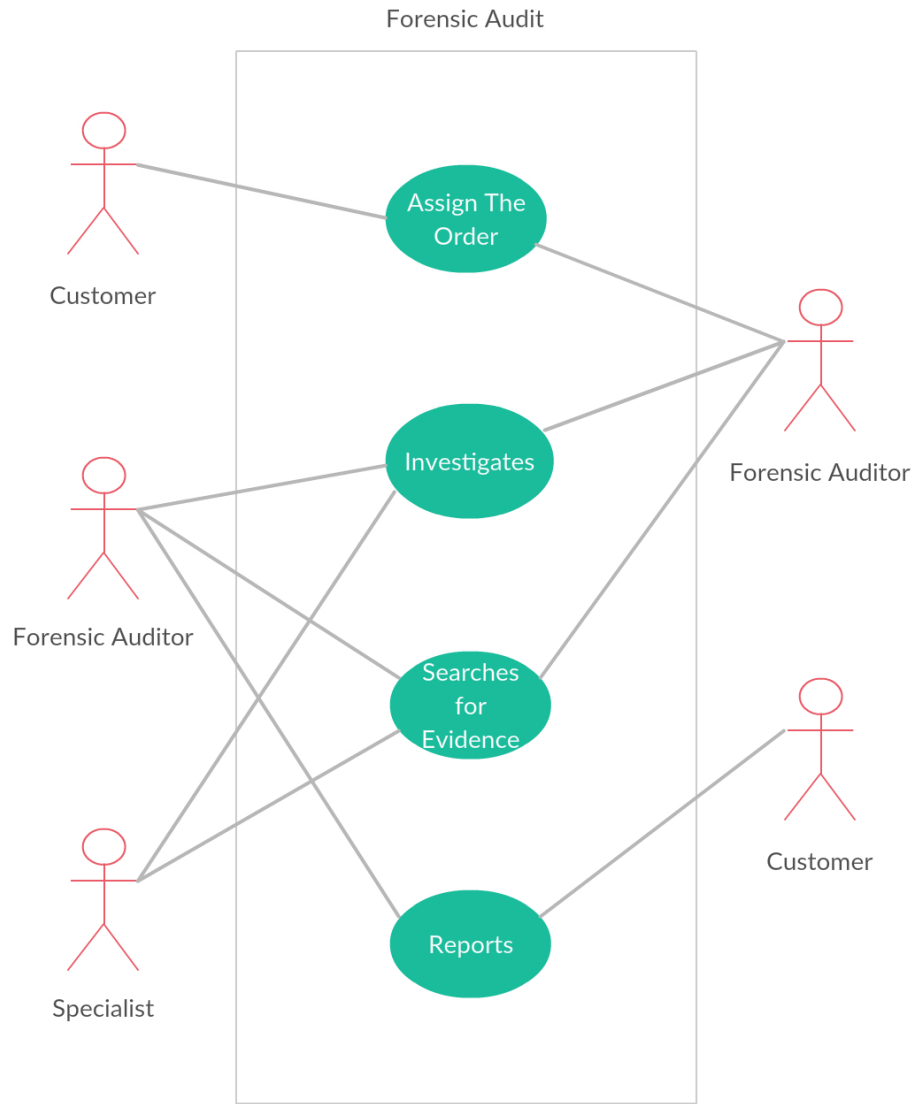 Forensic Audit
Customer
Assign The
Order
Forensic Auditor
Investigates
Forensic Auditor
Searches
for
Evidence
Customer
Specialist
Reports